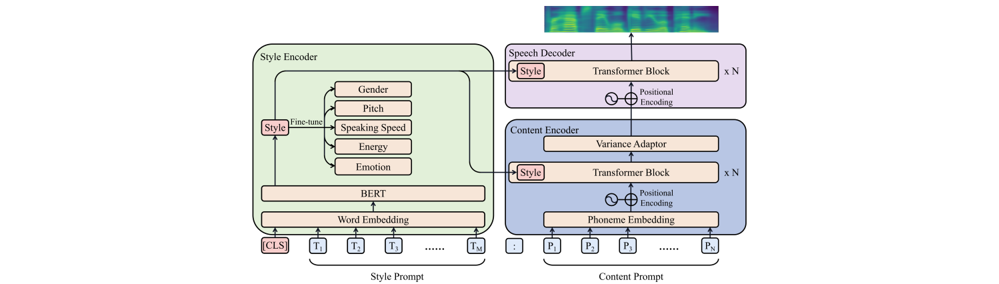 Style Encoder
Gender
Pitch
Fine-tune
Speaking Speed
Energy
Emotion
Style
BERT
Word Embedding
[CLS]
T1
T2
T3
......
TM
Style Prompt
:
Speech Decoder
Style
Transformer Block
x N
Positional
Encoding
Content Encoder
Variance Adaptor
Style
Transformer Block
x N
Positional
Encoding
Phoneme Embedding
P1
P2
P3
......
PN
Content Prompt